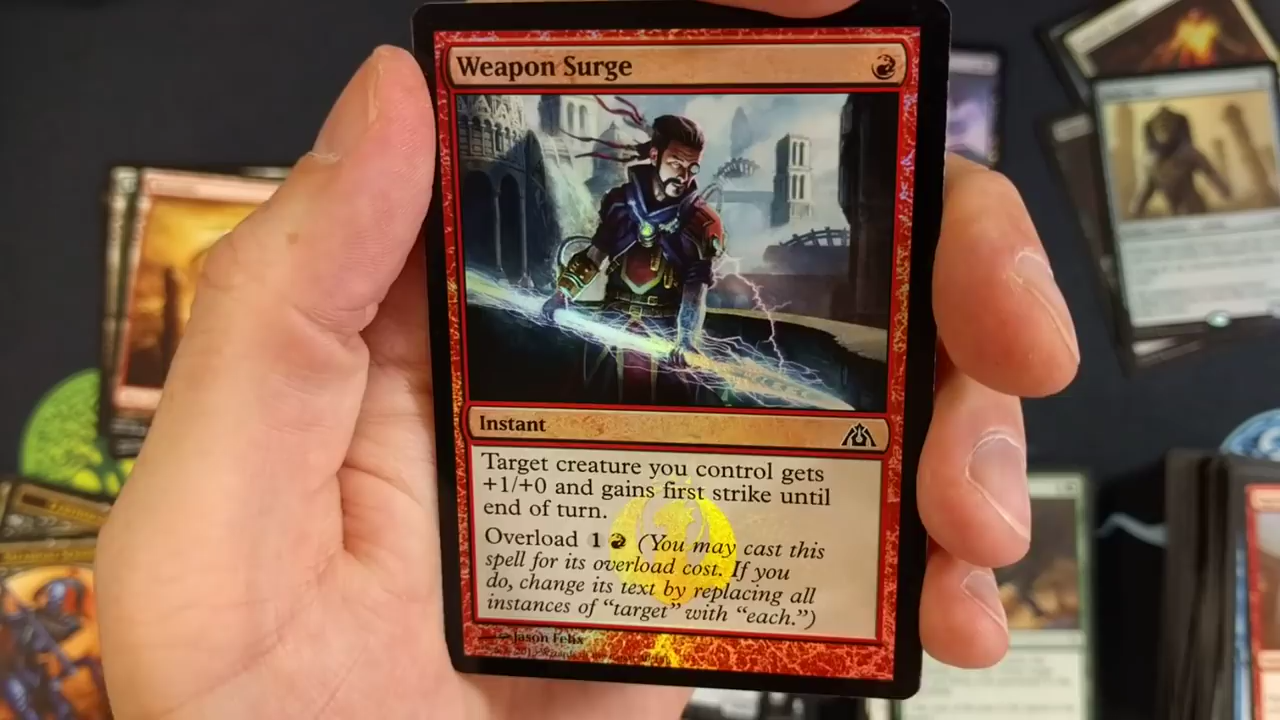 Weapon Surge
Instant
Target creature you control gets
+1/+0 and gains first strike until
end of turn.
Overload 1 (You may cast this
spell for its overload cost. If you
do, change its text by replacing all
instances of “target” with “each.”)
Jason Felix